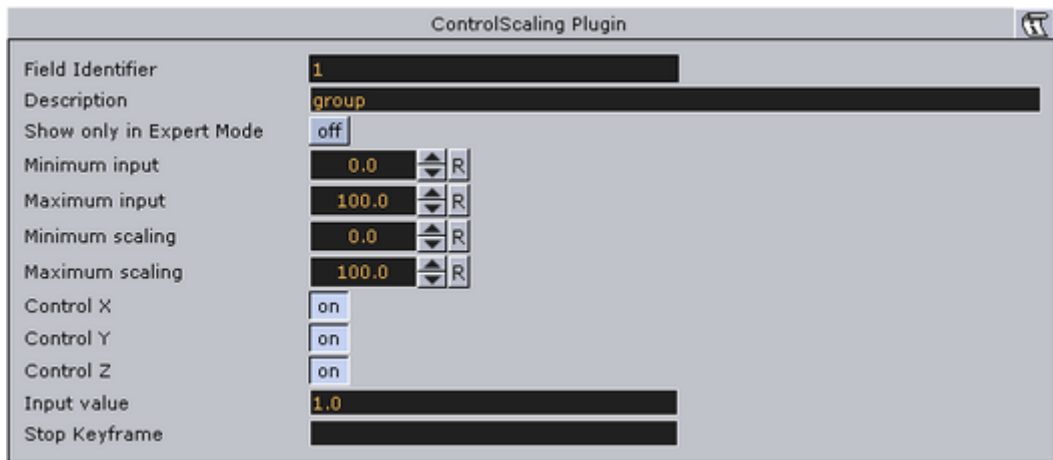 ControlScaling Plugin
Field Identifier 1
Description group
Show only in Expert Mode off
Minimum input 0.0 R
Maximum input 100.0 R
Minimum scaling 0.0 R
Maximum scaling 100.0 R
Control X on
Control Y on
Control Z on
Input value 1.0
Stop Keyframe